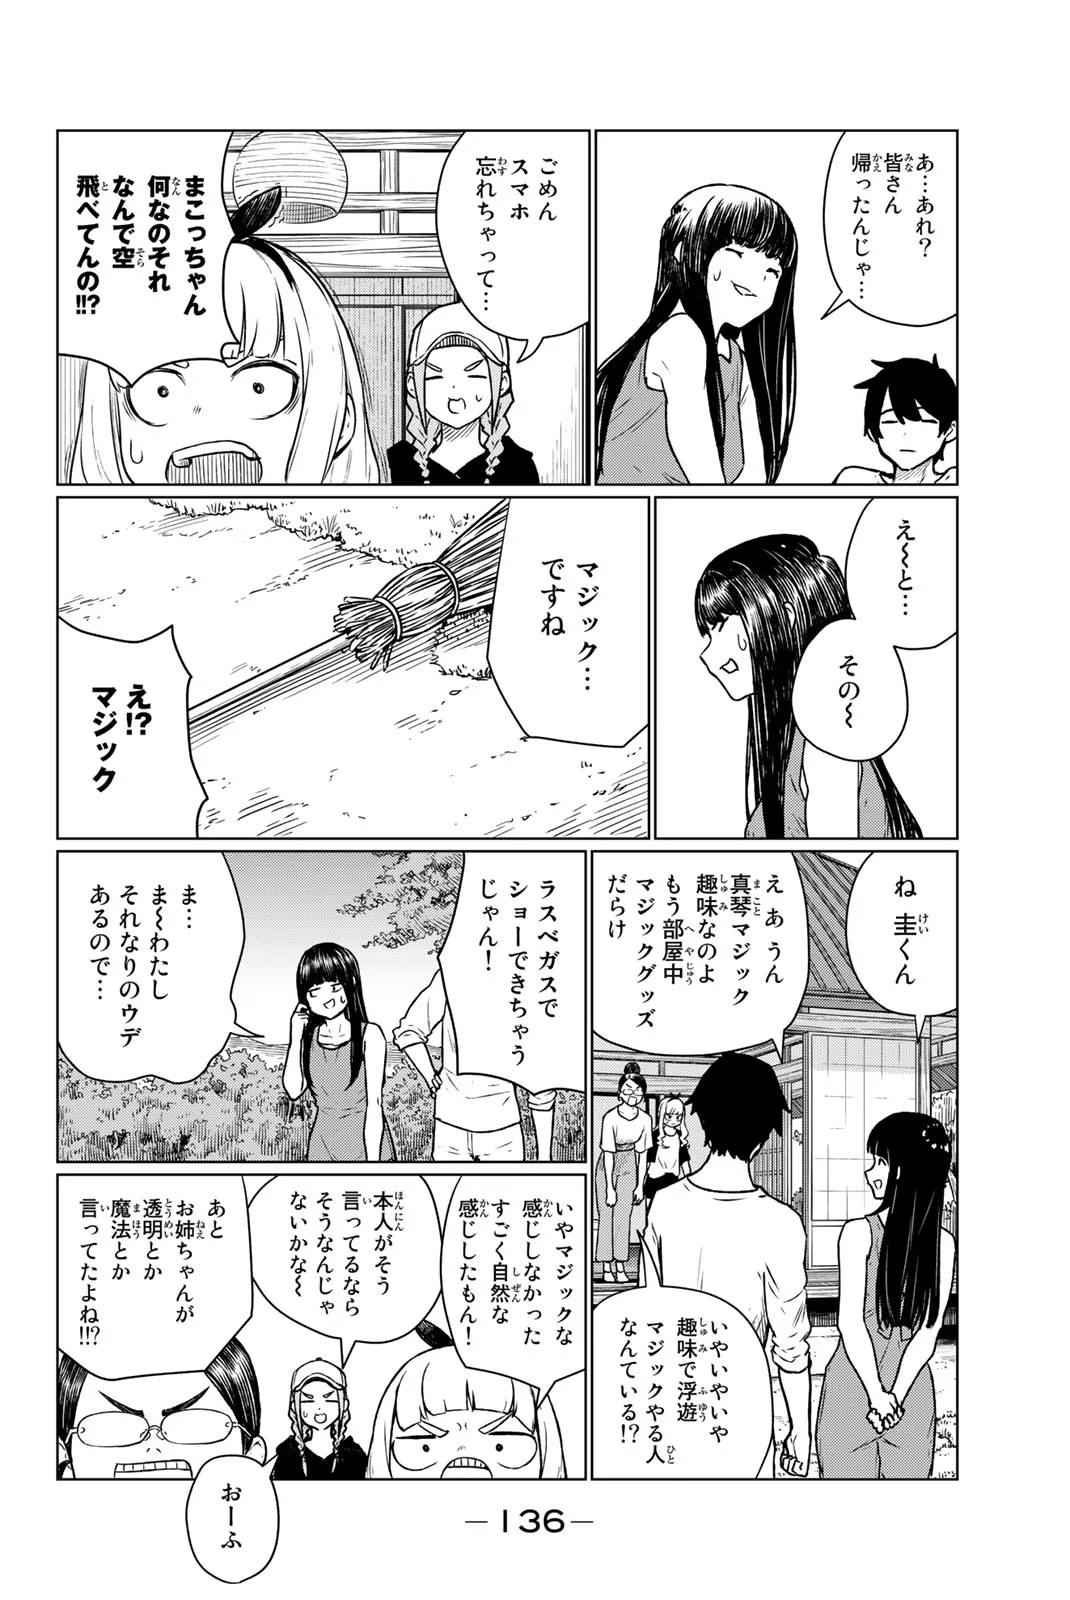 あ…あれ?
皆さん
帰ったんじゃ…
ごめん
スマホ
忘れちゃって…
まこっちゃん
何なのそれ
なんで空
飛べてんの!!?
え〜と…
その〜
マジック…
ですね
え!?
マジック
ね 圭くん
え あ うん
真琴マジック
趣味なのよ
もう部屋中
マジックグッズ
だらけ
いやいやいや
趣味で浮遊
マジックやる人
なんている!?
ラスベガスで
ショーできちゃう
じゃん!
ま…
ま〜わたし
それなりのウデ
あるので…
いやマジックな
感じしなかった
すごく自然な
感じしたもん!
本人がそう
言ってるなら
そうなんじゃ
ないかな〜
あと
お姉ちゃんが
透明とか
魔法とか
言ってたよね!!?
おーふ
—136—